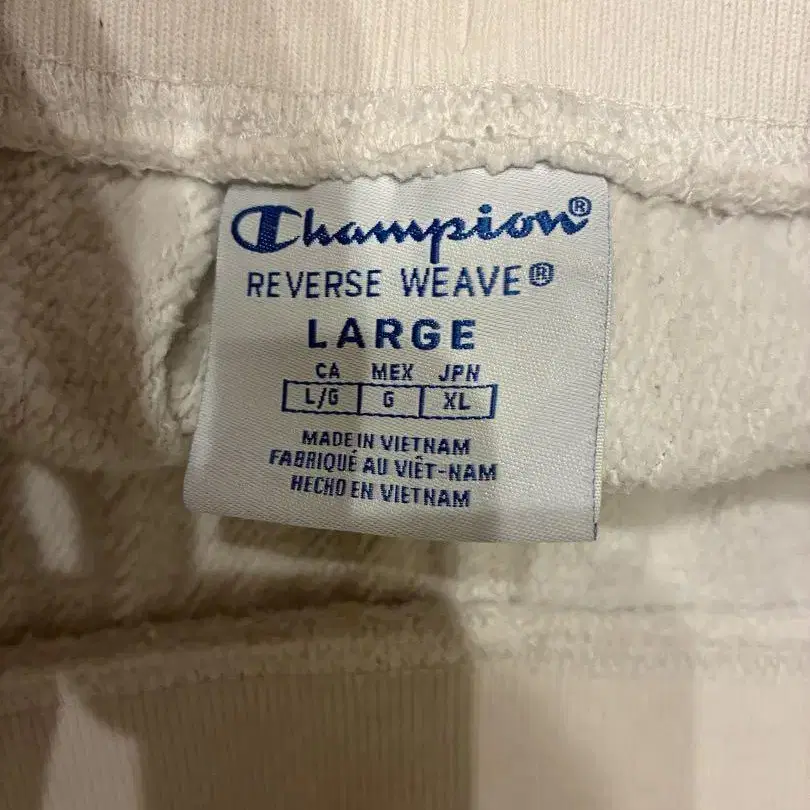 Champion®
REVERSE WEAVE®
LARGE
CA MEX JPN
L/G G XL
MADE IN VIETNAM
FABRIQUÉ AU VIÊT-NAM
HECHO EN VIETNAM